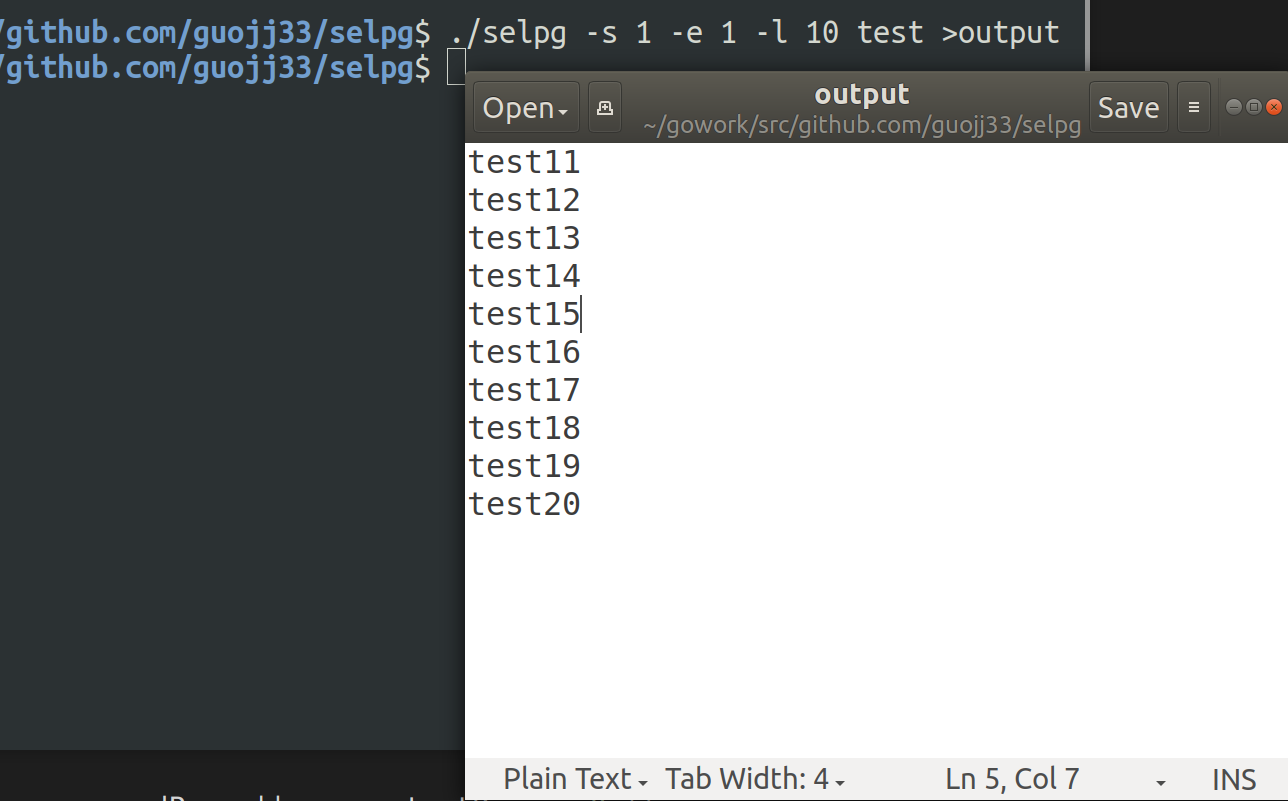 /github.com/guojj33/selpg$ ./selpg -s 1 -e 1 -l 10 test >output
/github.com/guojj33/selpg$
Open
output
~/gowork/src/github.com/guojj33/selpg
Save
test11
test12
test13
test14
test15
test16
test17
test18
test19
test20
Plain Text
Tab Width: 4
Ln 5, Col 7
INS